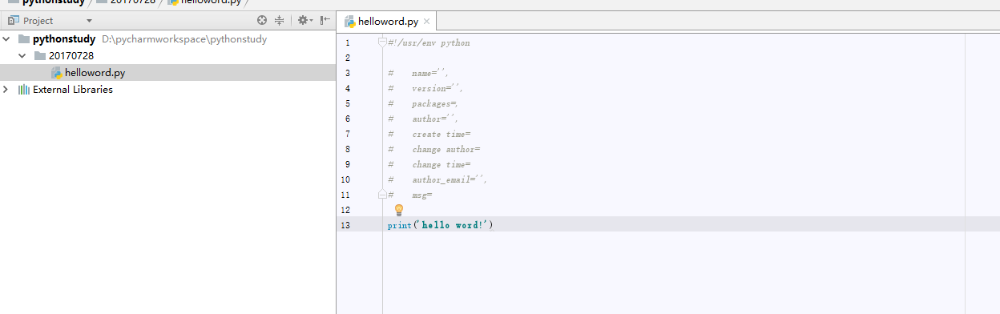 pythonstudy 20170728 helloword.py
Project
pythonstudy D:\pycharmworkspace\pythonstudy
20170728
helloword.py
External Libraries
helloword.py
1 #!/usr/env python
2
3 # name='',
4 # version='',
5 # packages=,
6 # author='',
7 # create time=
8 # change author=
9 # change time=
10 # author_email='',
11 # msg=
12
13 print('hello word!')